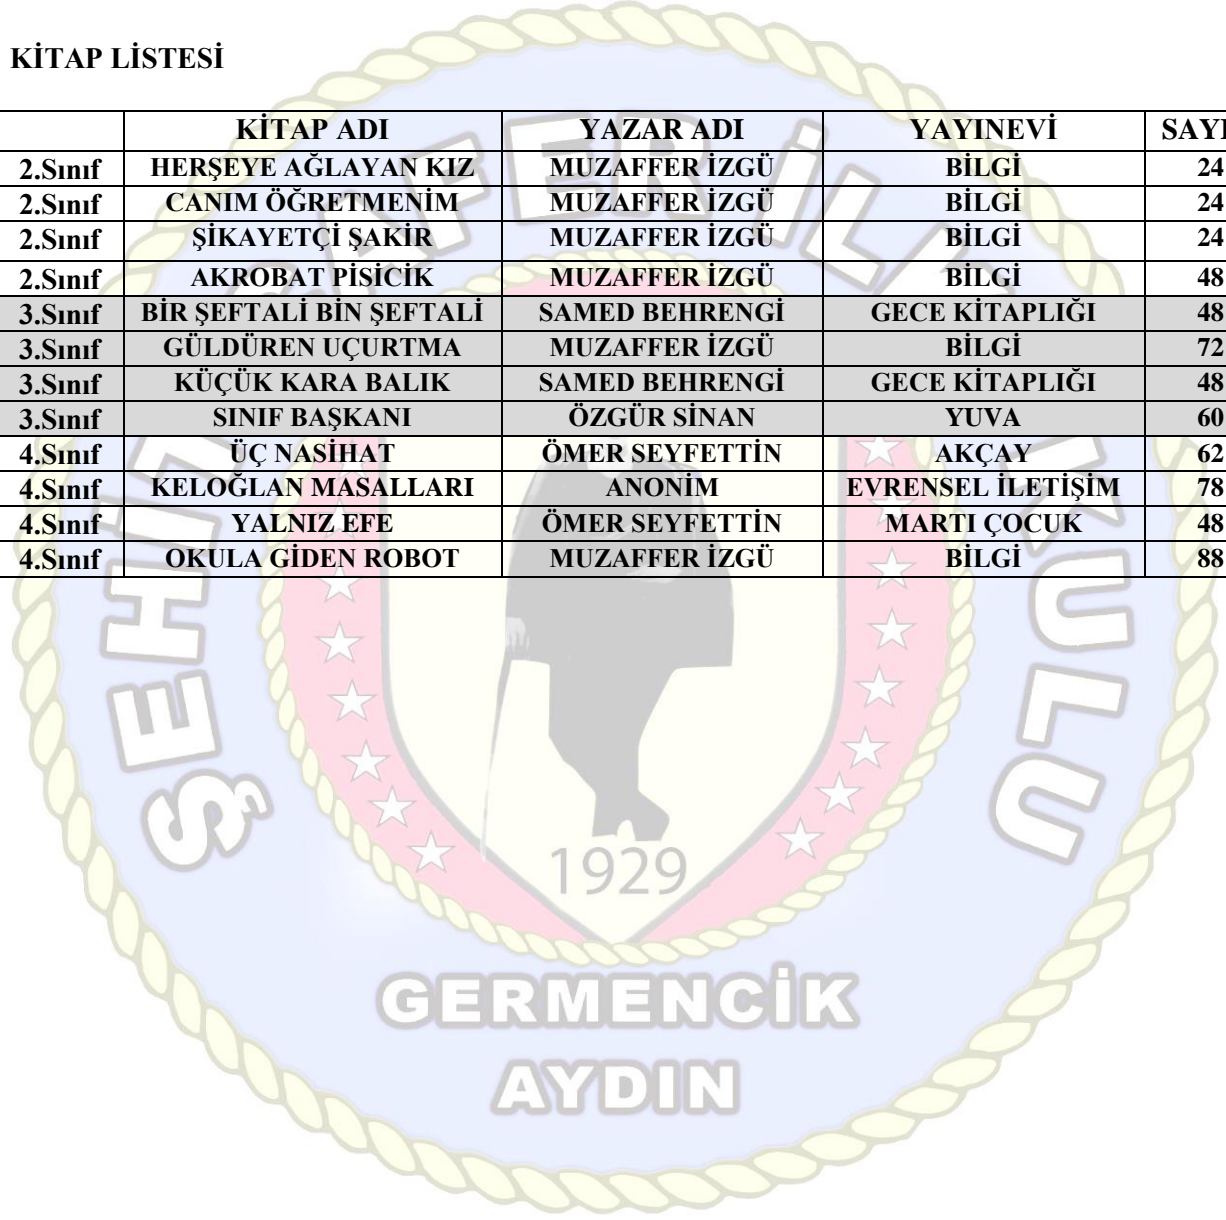 KİTAP LİSTESİ
KİTAP ADI YAZAR ADI YAYINEVİ SAYI
2.Sınıf HERŞEYE AĞLAYAN KIZ MUZAFFER İZGÜ BİLGİ 24
2.Sınıf CANIM ÖĞRETMENİM MUZAFFER İZGÜ BİLGİ 24
2.Sınıf ŞİKAYETÇİ ŞAKİR MUZAFFER İZGÜ BİLGİ 24
2.Sınıf AKROBAT PİSİCİK MUZAFFER İZGÜ BİLGİ 48
3.Sınıf BİR ŞEFTALİ BİN ŞEFTALİ SAMED BEHRENGİ GECE KİTAPLIĞI 48
3.Sınıf GÜLDÜREN UÇURTMA MUZAFFER İZGÜ BİLGİ 72
3.Sınıf KÜÇÜK KARA BALIK SAMED BEHRENGİ GECE KİTAPLIĞI 48
3.Sınıf SINIF BAŞKANI ÖZGÜR SİNAN YUVA 60
4.Sınıf ÜÇ NASİHAT ÖMER SEYFETTİN AKÇAY 62
4.Sınıf KELOĞLAN MASALLARI ANONİM EVRENSEL İLETİŞİM 78
4.Sınıf YALNIZ EFE ÖMER SEYFETTİN MARTI ÇOCUK 48
4.Sınıf OKULA GİDEN ROBOT MUZAFFER İZGÜ BİLGİ 88
1929
GERMENCİK
AYDIN